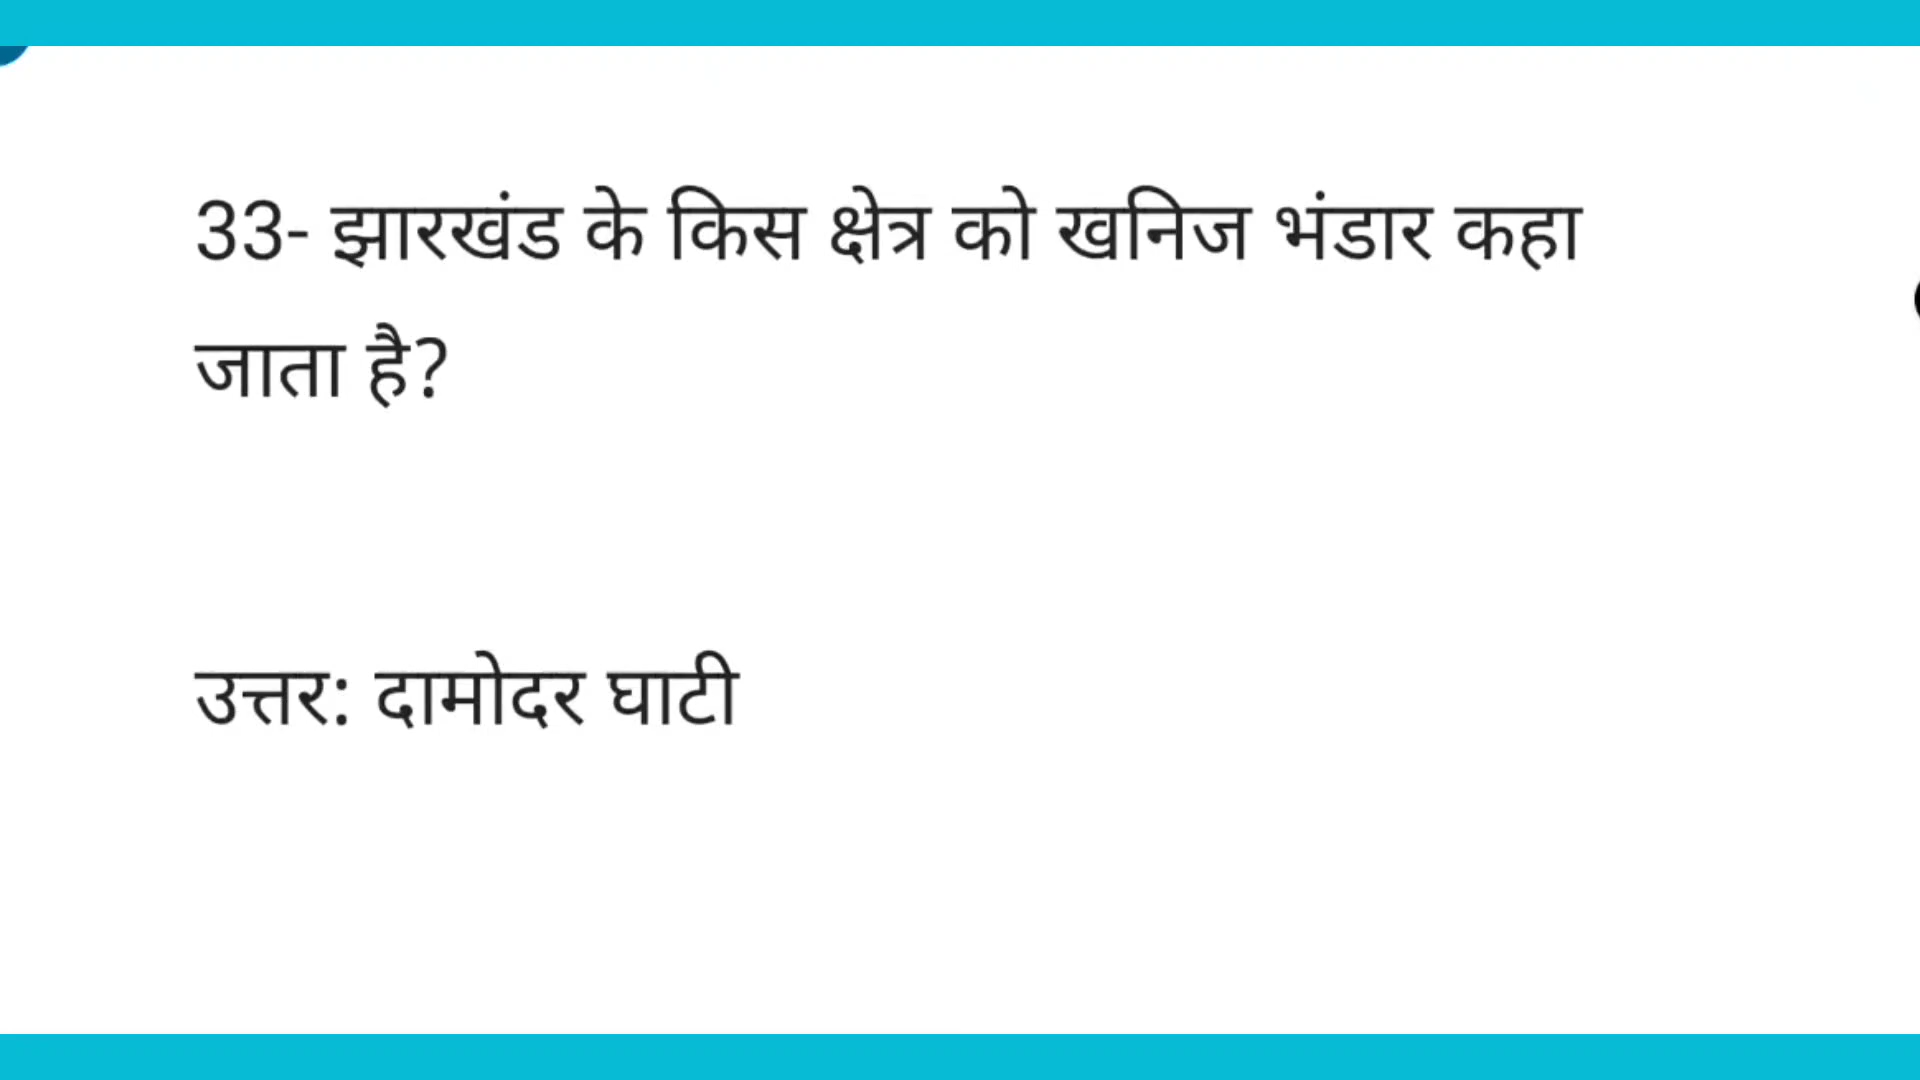 33- झारखंड के किस क्षेत्र को खनिज भंडार कहा
जाता है?
उत्तर: दामोदर घाटी